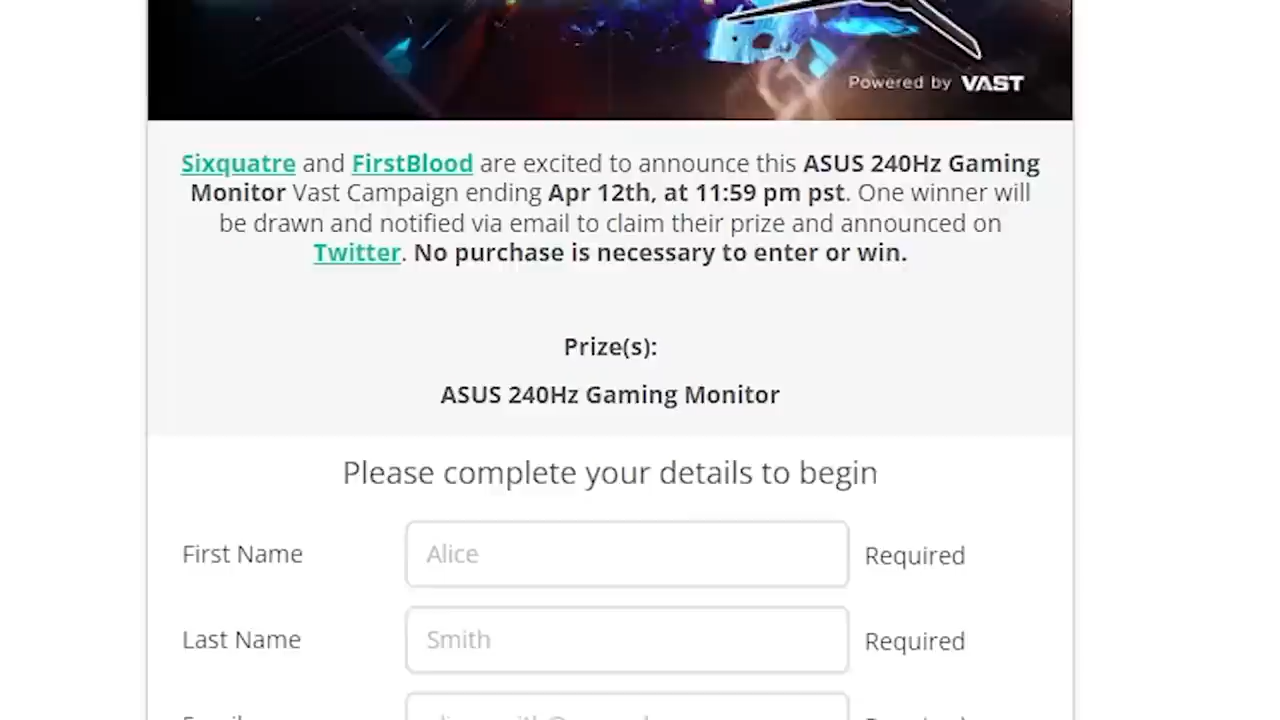 Powered by VAST
Sixquatre and FirstBlood are excited to announce this ASUS 240Hz Gaming
Monitor Vast Campaign ending Apr 12th, at 11:59 pm pst. One winner will
be drawn and notified via email to claim their prize and announced on
Twitter. No purchase is necessary to enter or win.
Prize(s):
ASUS 240Hz Gaming Monitor
Please complete your details to begin
First Name Alice Required
Last Name Smith Required